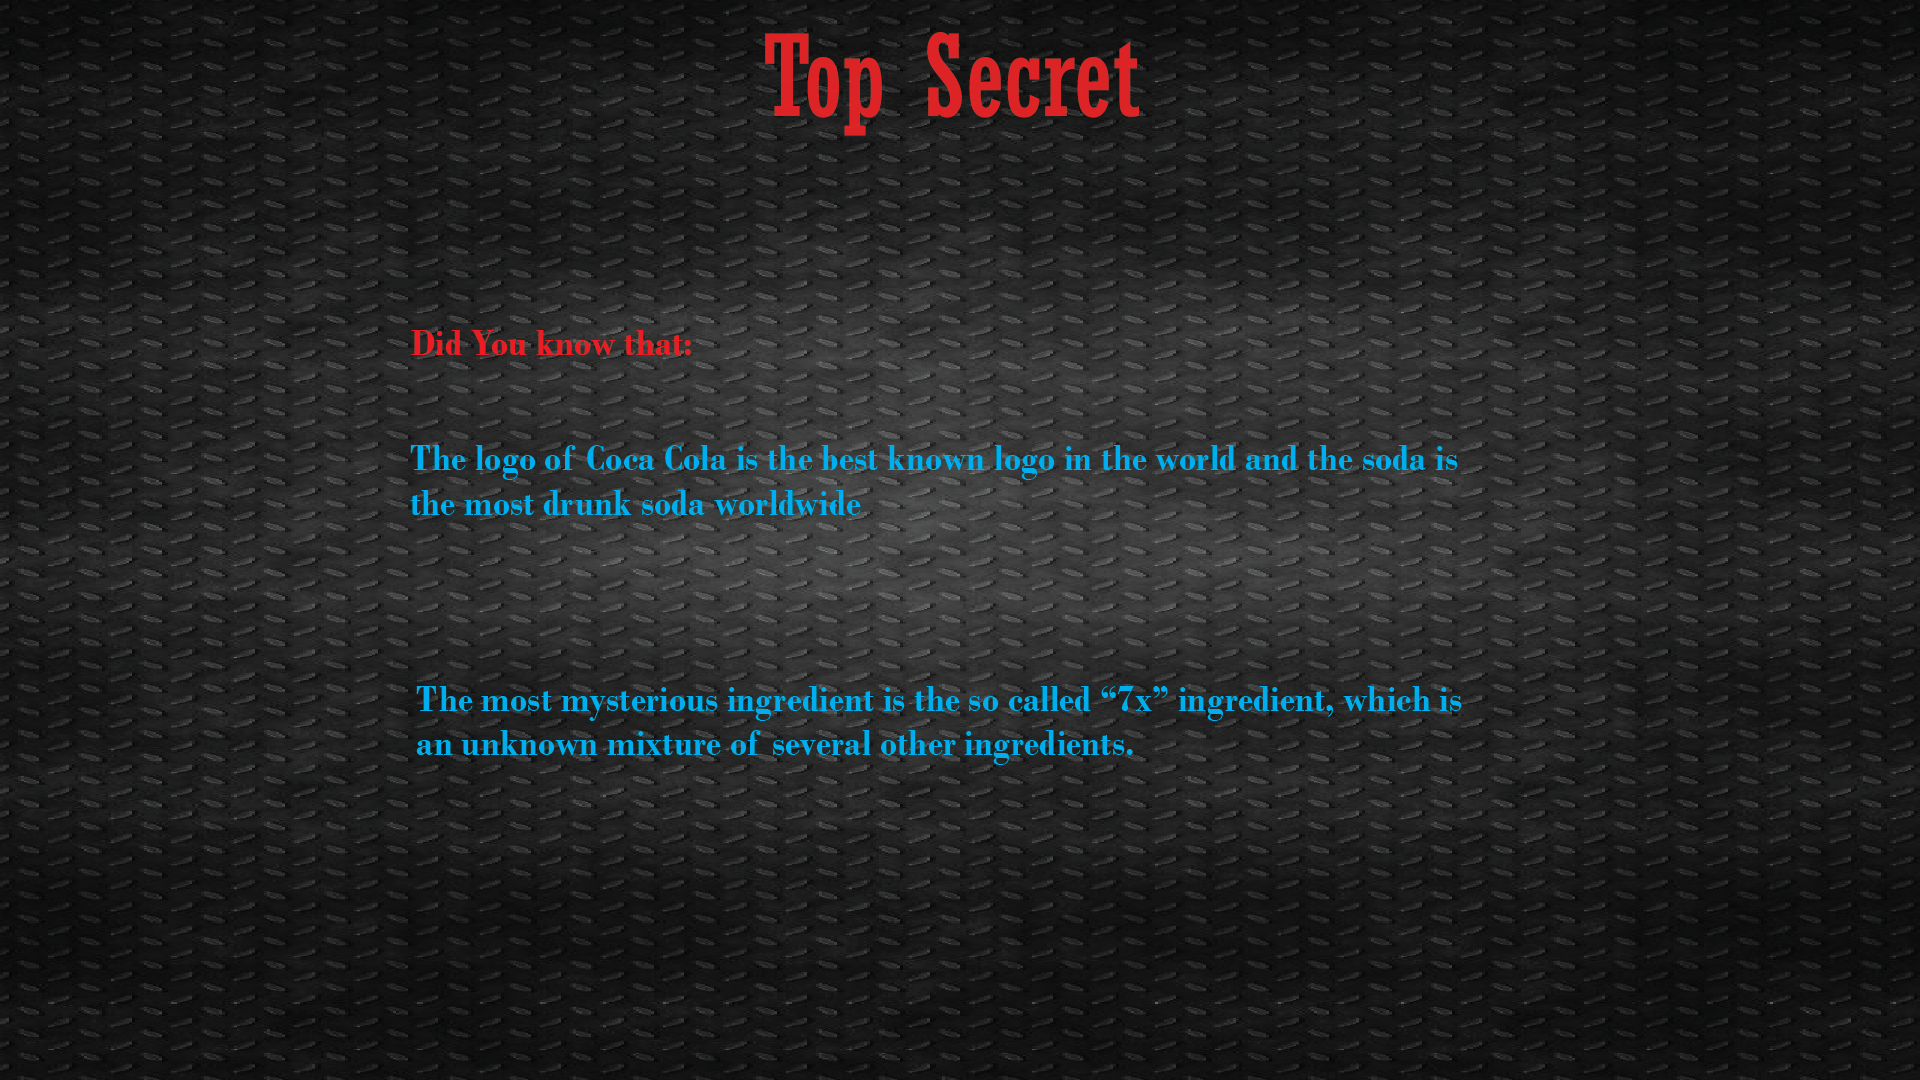 Top Secret
Did You know that:
The logo of Coca Cola is the best known logo in the world and the soda is
the most drunk soda worldwide
The most mysterious ingredient is the so called “7x” ingredient, which is
an unknown mixture of several other ingredients.